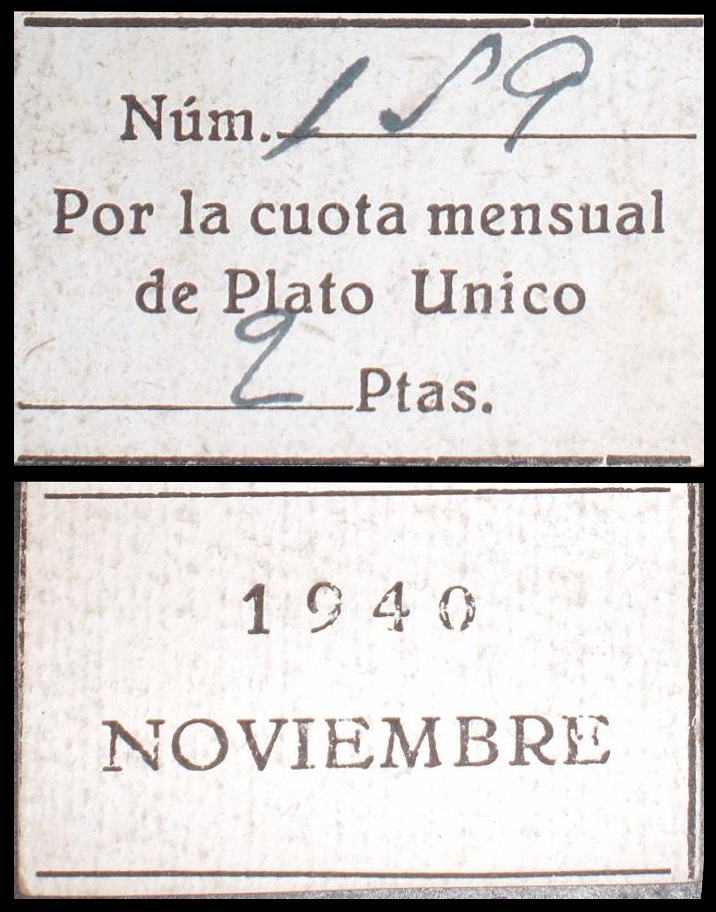 Núm. 159
Por la cuota mensual
de Plato Unico
2 Ptas.
1940
NOVIEMBRE